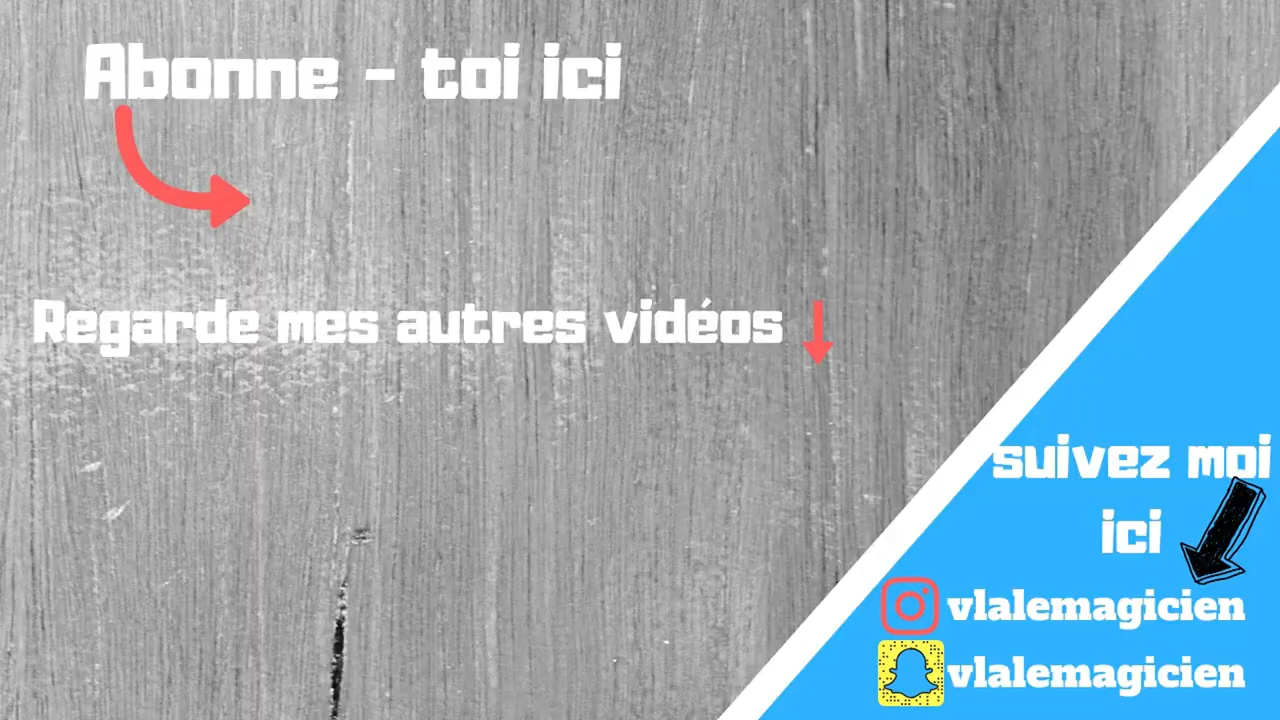 Abonne - toi ici
Regarde mes autres vidéos
suivez moi
ici
vlalemagicien
vlalemagicien